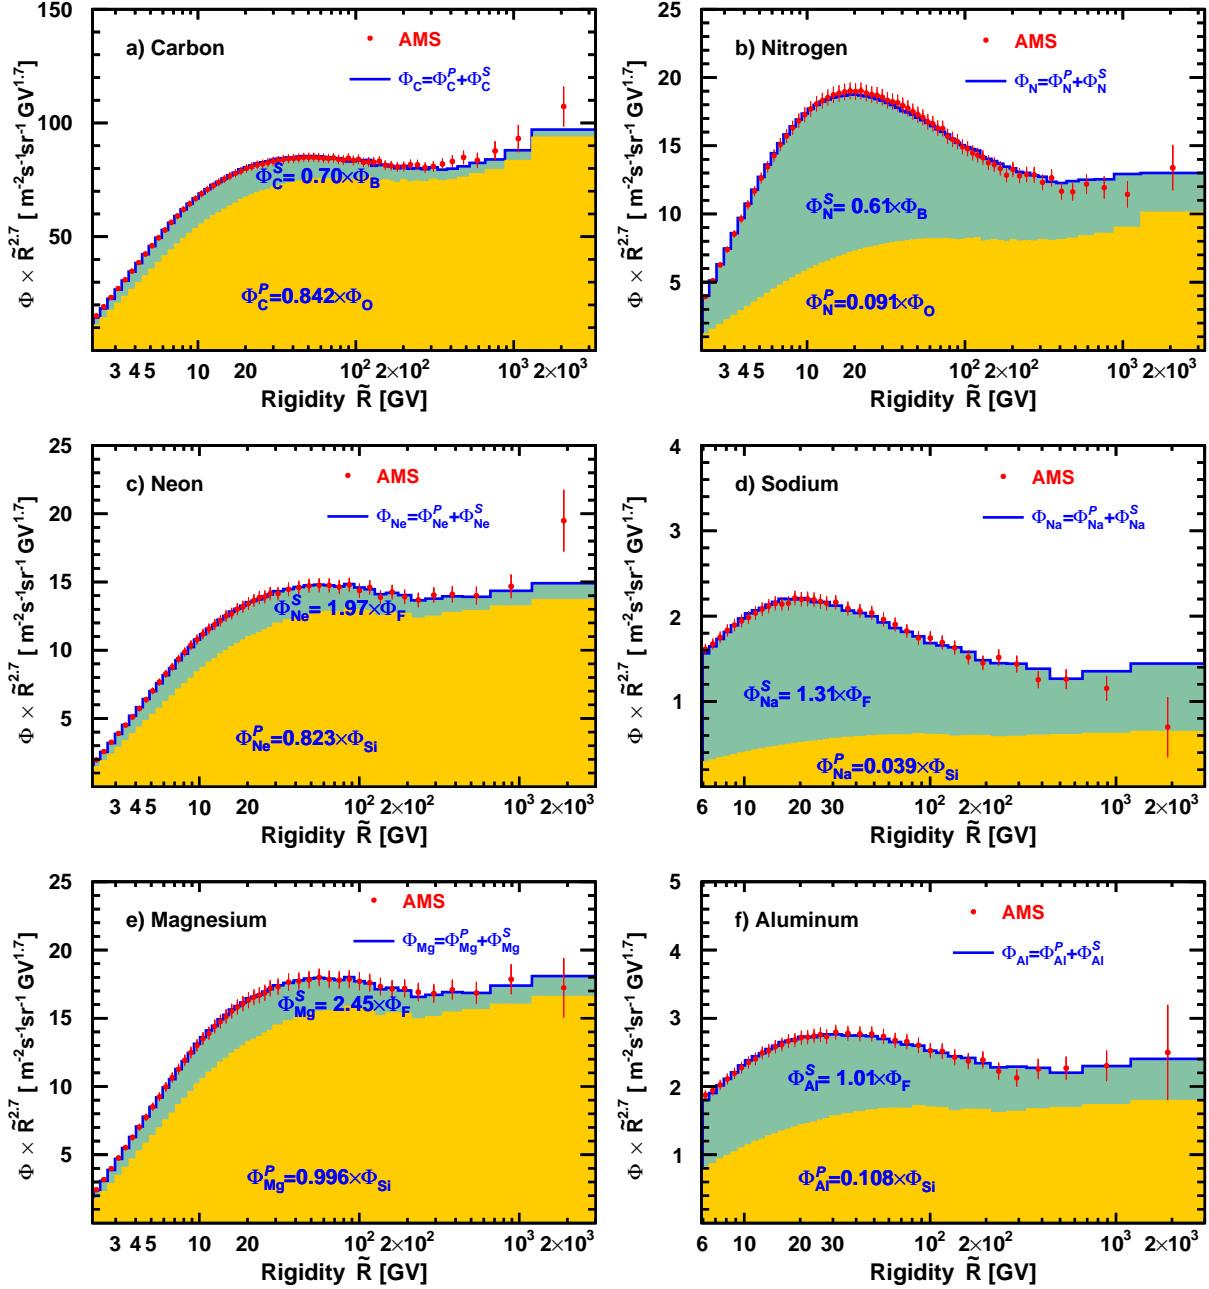 a) Carbon
AMS
Φ_C=Φ_C^P+Φ_C^S
Φ_C^S= 0.70×Φ_B
Φ_C^P=0.842×Φ_O
150
100
50
Φ × R̃^2.7 [ m^-2s^-1sr^-1 GV^1.7]
3 4 5 10 20 10^2 2×10^2 10^3 2×10^3
Rigidity R̃ [GV]
b) Nitrogen
AMS
Φ_N=Φ_N^P+Φ_N^S
Φ_N^S= 0.61×Φ_B
Φ_N^P=0.091×Φ_O
25
20
15
10
5
Φ × R̃^2.7 [ m^-2s^-1sr^-1 GV^1.7]
3 4 5 10 20 10^2 2×10^2 10^3 2×10^3
Rigidity R̃ [GV]
c) Neon
AMS
Φ_Ne=Φ_Ne^P+Φ_Ne^S
Φ_Ne^S= 1.97×Φ_F
Φ_Ne^P=0.823×Φ_Si
25
20
15
10
5
Φ × R̃^2.7 [ m^-2s^-1sr^-1 GV^1.7]
3 4 5 10 20 10^2 2×10^2 10^3 2×10^3
Rigidity R̃ [GV]
d) Sodium
AMS
Φ_Na=Φ_Na^P+Φ_Na^S
Φ_Na^S= 1.31×Φ_F
Φ_Na^P=0.039×Φ_Si
4
3
2
1
Φ × R̃^2.7 [ m^-2s^-1sr^-1 GV^1.7]
6 10 20 30 10^2 2×10^2 10^3 2×10^3
Rigidity R̃ [GV]
e) Magnesium
AMS
Φ_Mg=Φ_Mg^P+Φ_Mg^S
Φ_Mg^S= 2.45×Φ_F
Φ_Mg^P=0.996×Φ_Si
25
20
15
10
5
Φ × R̃^2.7 [ m^-2s^-1sr^-1 GV^1.7]
3 4 5 10 20 10^2 2×10^2 10^3 2×10^3
Rigidity R̃ [GV]
f) Aluminum
AMS
Φ_Al=Φ_Al^P+Φ_Al^S
Φ_Al^S= 1.01×Φ_F
Φ_Al^P=0.108×Φ_Si
5
4
3
2
1
Φ × R̃^2.7 [ m^-2s^-1sr^-1 GV^1.7]
6 10 20 30 10^2 2×10^2 10^3 2×10^3
Rigidity R̃ [GV]